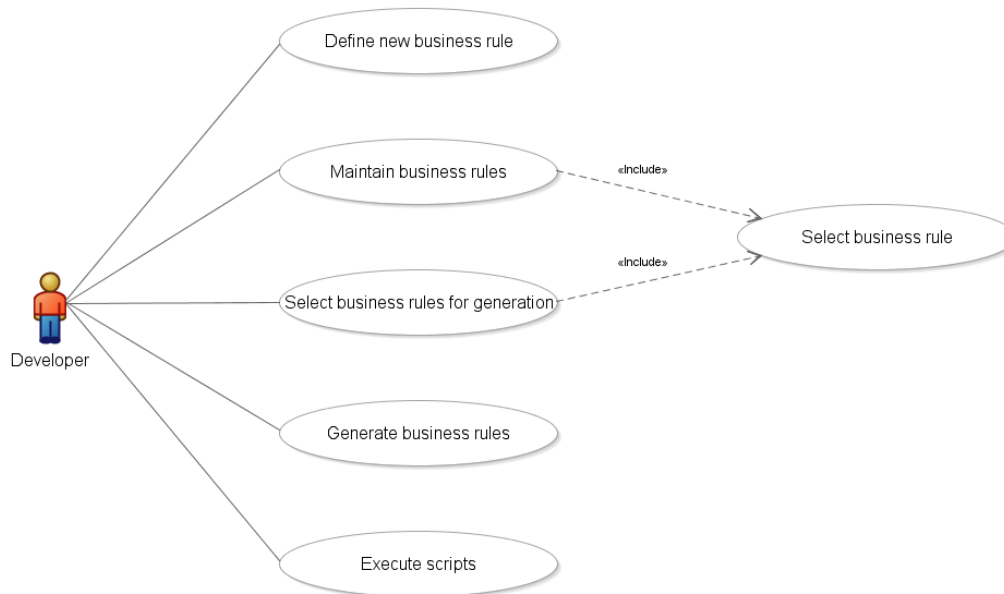 Define new business rule
Maintain business rules
«Include»
Select business rule
«Include»
Select business rules for generation
Developer
Generate business rules
Execute scripts